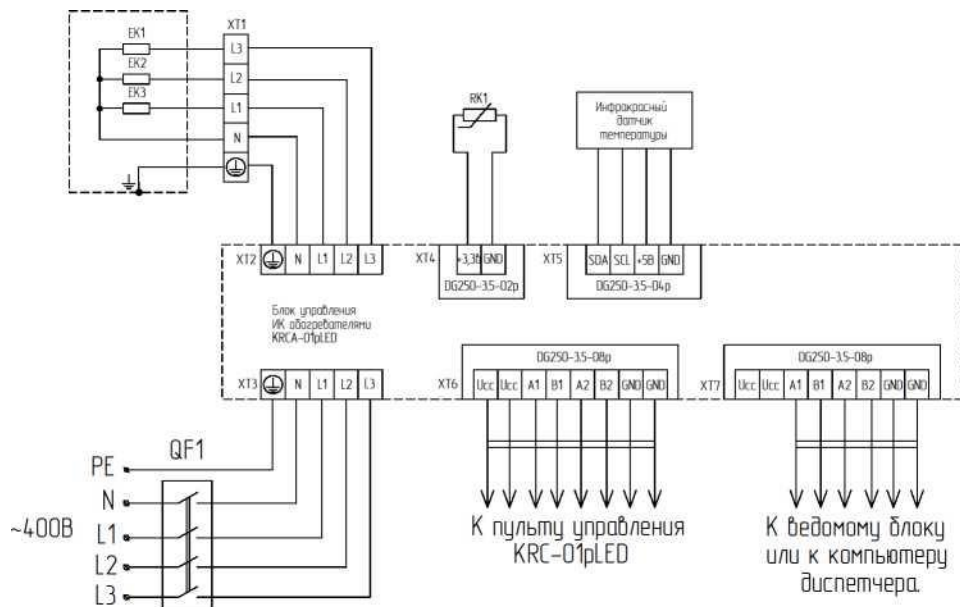 EK1
EK2
EK3
XT1
L3
L2
L1
N
RK1
Инфракрасный
датчик
температуры
XT2
N
L1
L2
L3
XT4
+3,3В
GND
DG250-3.5-02p
XT5
SDA
SCL
+5В
GND
DG250-3.5-04p
Блок управления
ИК обогревателями
KRCA-01pLED
XT3
N
L1
L2
L3
XT6
DG250-3.5-08p
Ucc
Ucc
A1
B1
A2
B2
GND
GND
XT7
DG250-3.5-08p
Ucc
Ucc
A1
B1
A2
B2
GND
GND
QF1
PE
N
~400В
L1
L2
L3
К пульту управления
KRC-01pLED
К ведомому блоку
или к компьютеру
диспетчера.